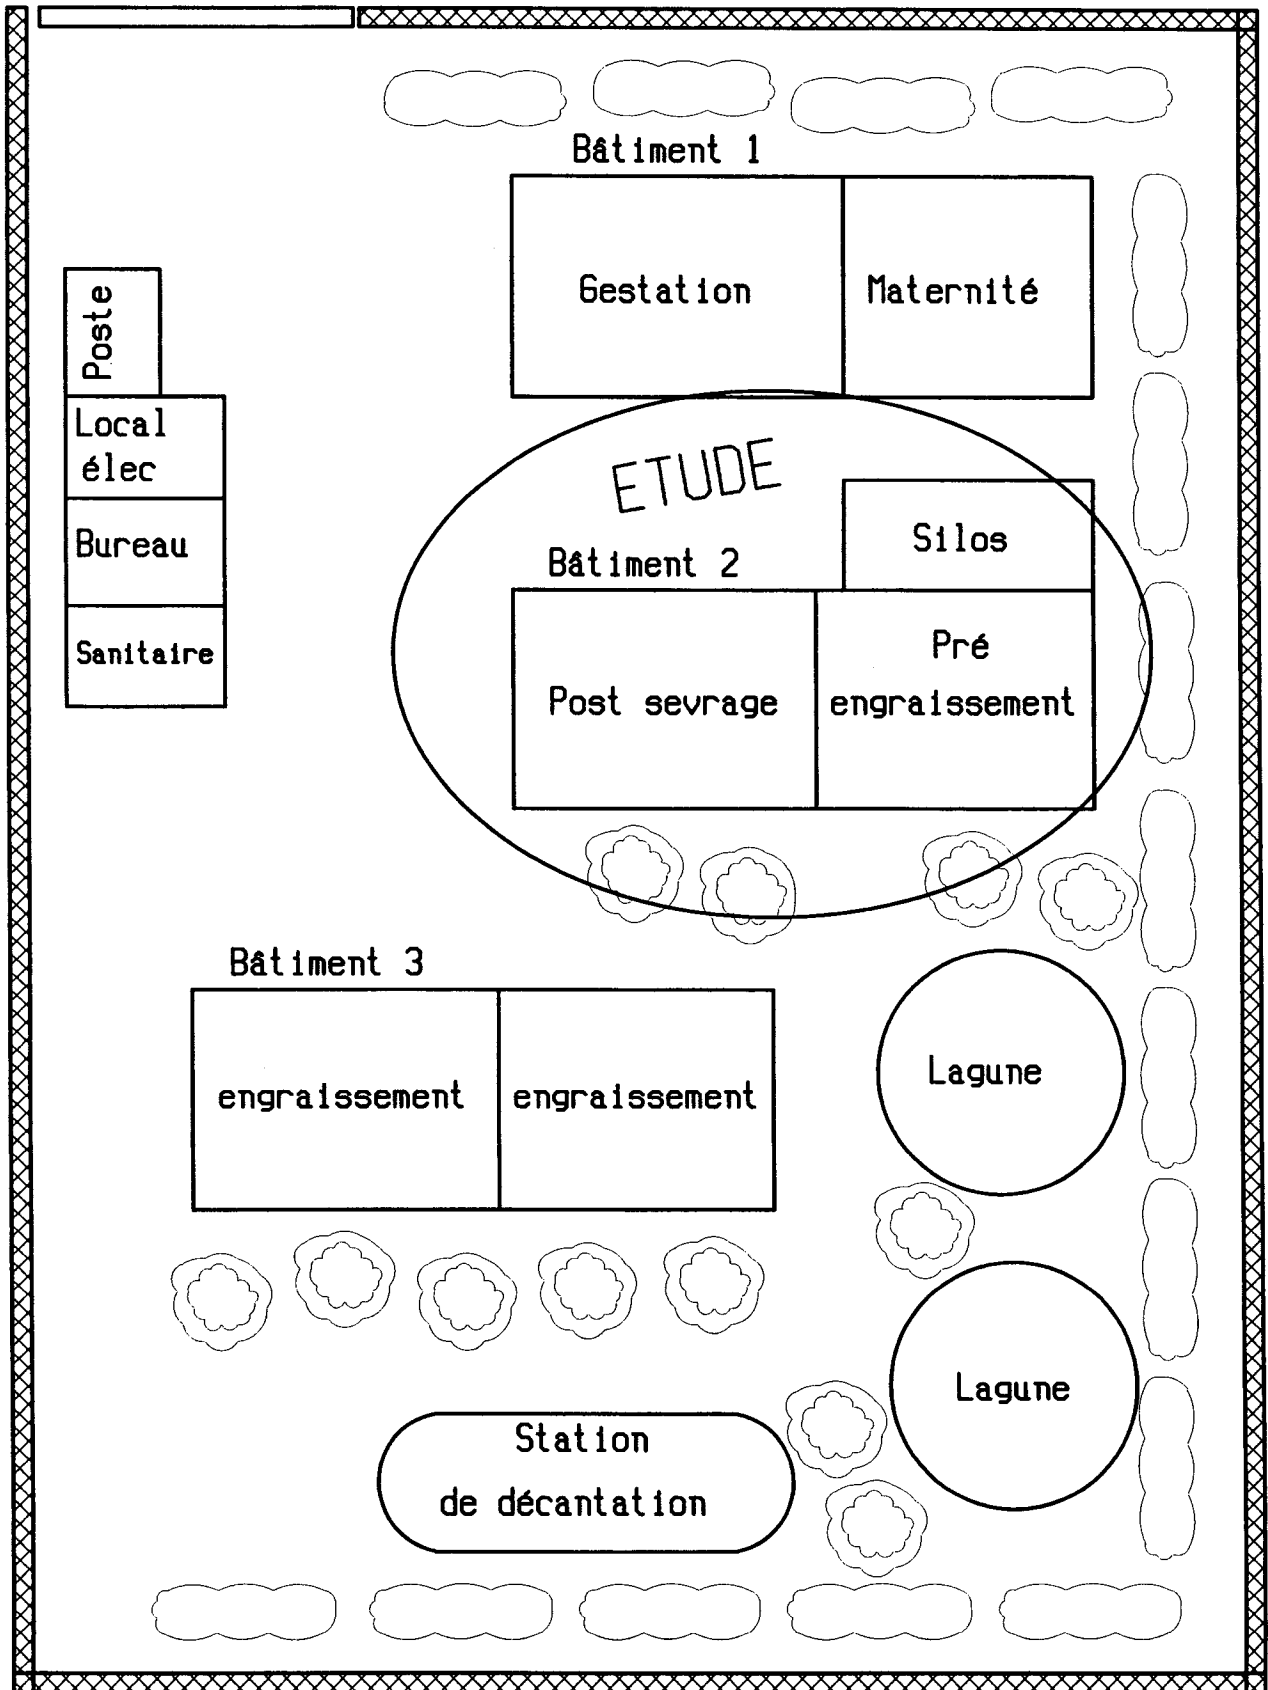 Bâtiment 1
Gestation
Maternité
Poste
Local
élec
Bureau
Sanitaire
ETUDE
Silos
Bâtiment 2
Post sevrage
Pré
engraissement
Bâtiment 3
engraissement
engraissement
Lagune
Lagune
Station
de décantation